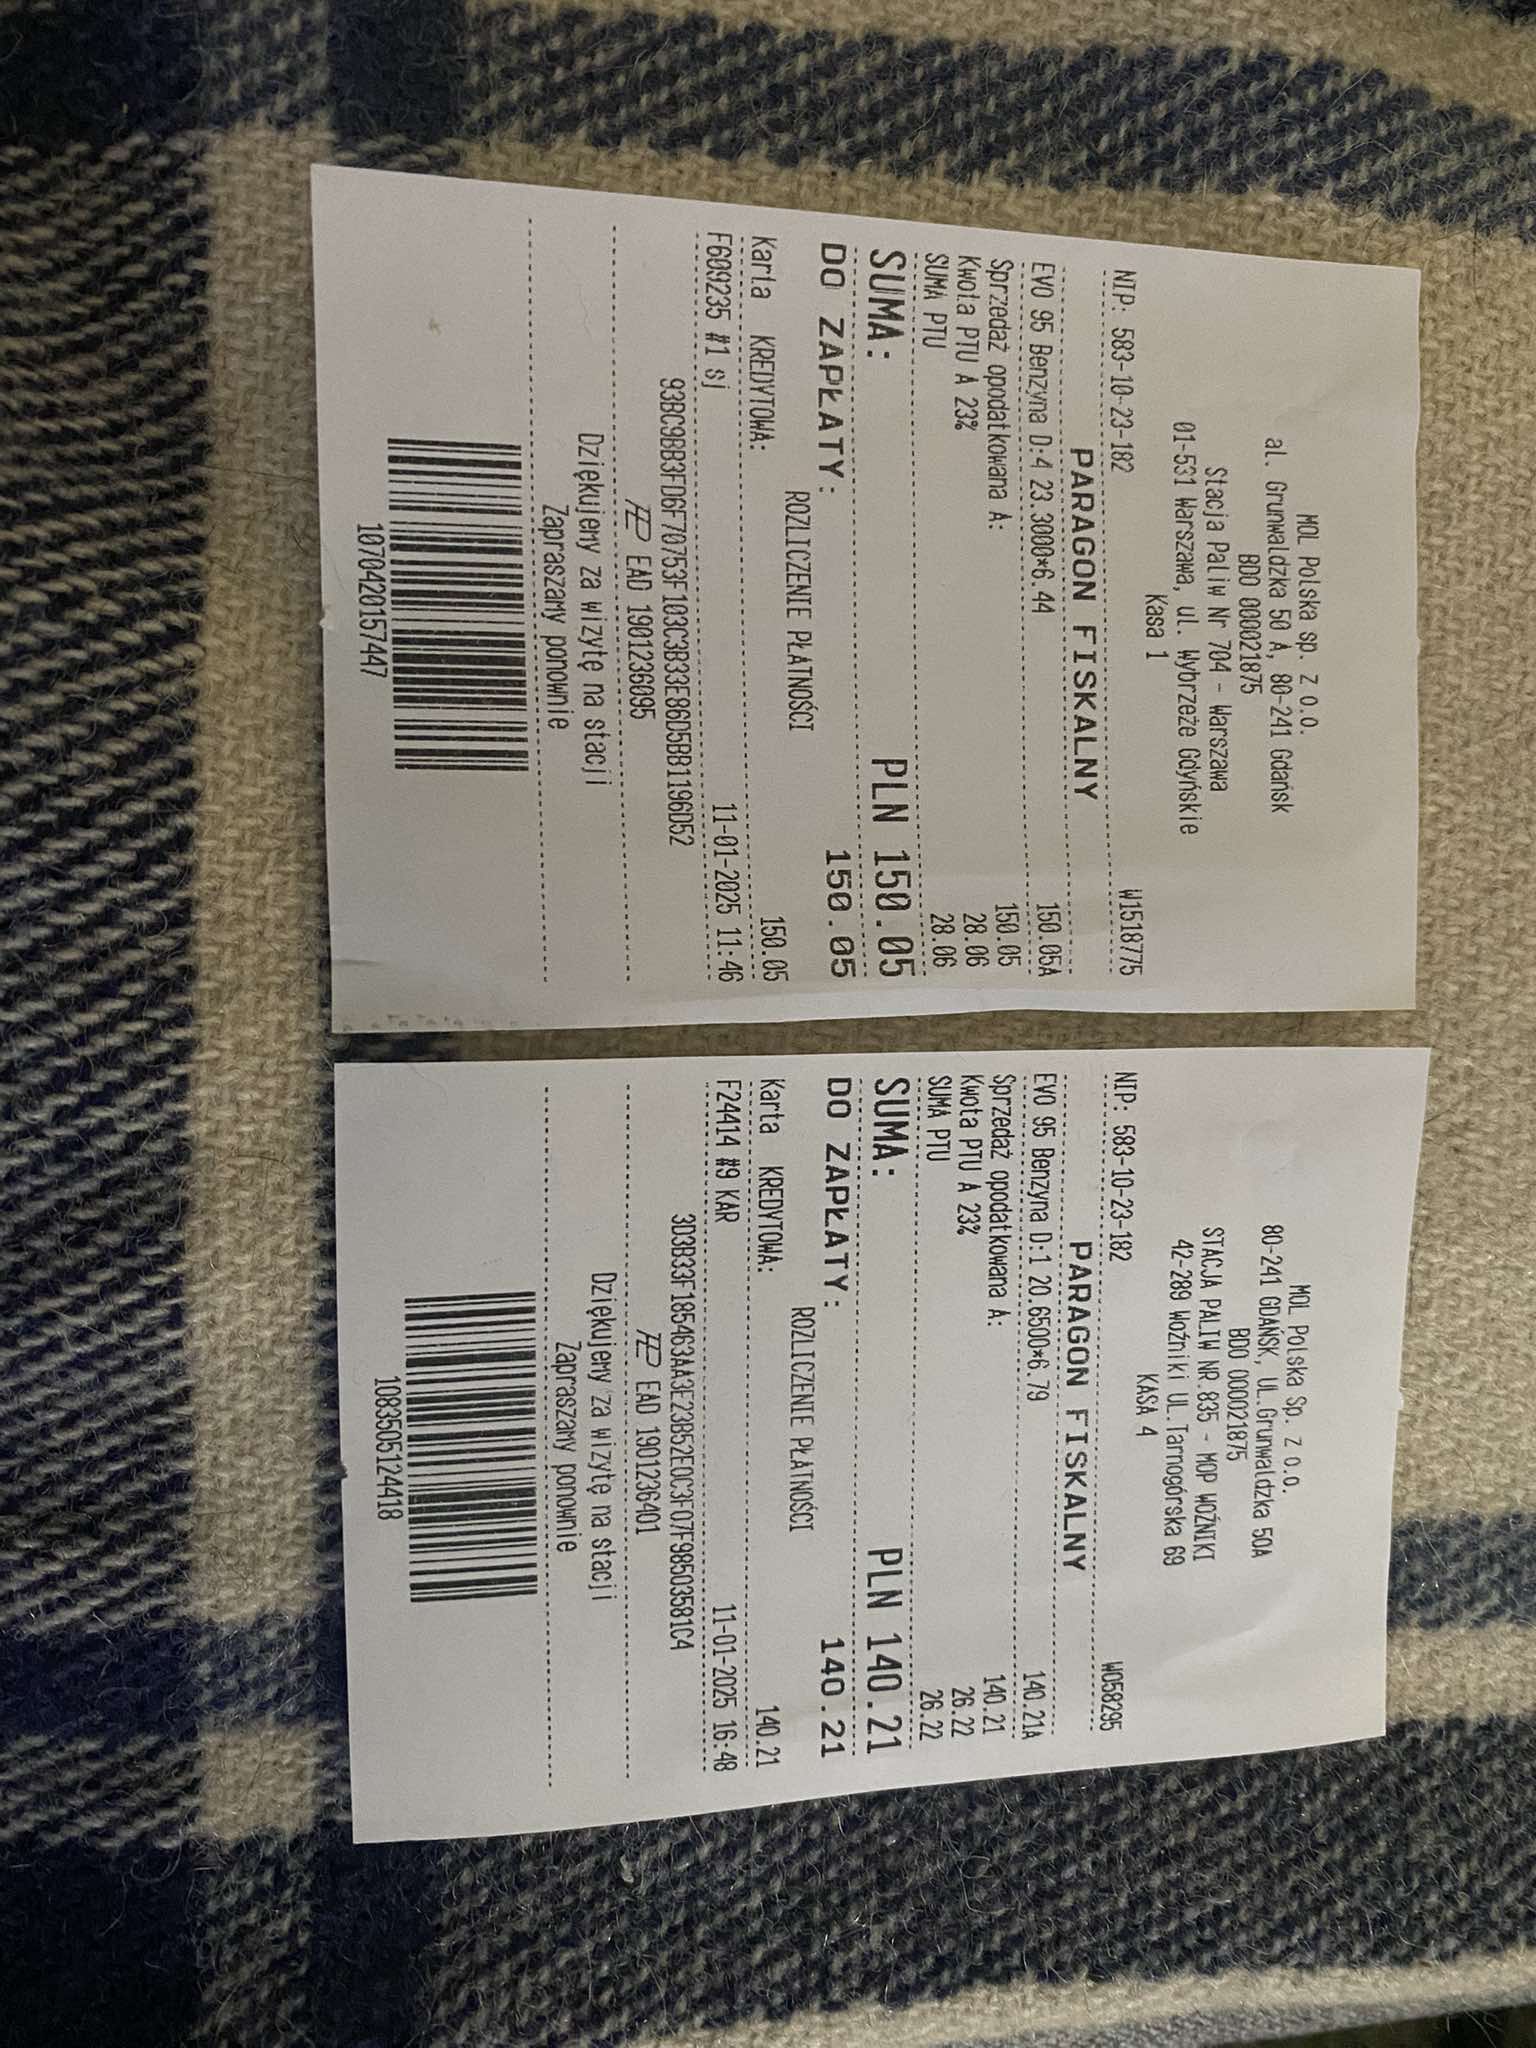 MOL Polska sp. z o.o.
al. Grunwaldzka 50 A, 80-241 Gdańsk
BDO 000021875
Stacja Paliw Nr 704 - Warszawa
01-531 Warszawa, ul. Wybrzeże Gdyńskie
Kasa 1
NIP: 583-10-23-182 W1518775
PARAGON FISKALNY
EVO 95 Benzyna D:4 23.3000*6.44 150.05A
Sprzedaż opodatkowana A: 150.05
Kwota PTU A 23% 28.06
SUMA PTU 28.06
SUMA: PLN 150.05
DO ZAPŁATY: 150.05
ROZLICZENIE PŁATNOŚCI
Karta KREDYTOWA: 150.05
F609235 #1 sj 11-01-2025 11:46
93BC9BB3FD6F70753F103C3B33E86D5BB1196D52
EAD 1901236095
Dziękujemy za wizytę na stacji
Zapraszamy ponownie
1070420157447
MOL Polska Sp. z o.o.
80-241 GDAŃSK, UL.Grunwaldzka 50A
BDO 000021875
STACJA PALIW NR.835 - MOP WOŹNIKI
42-289 Woźniki UL.Tarnogórska 69
KASA 4
NIP: 583-10-23-182 WO58295
PARAGON FISKALNY
EVO 95 Benzyna D:1 20.6500*6.79 140.21A
Sprzedaż opodatkowana A: 140.21
Kwota PTU A 23% 26.22
SUMA PTU 26.22
SUMA: PLN 140.21
DO ZAPŁATY: 140.21
ROZLICZENIE PŁATNOŚCI
Karta KREDYTOWA: 140.21
F24414 #9 KAR 11-01-2025 16:48
3D3B33F185463AA3E23B52E0C3F07F98503581C4
EAD 1901236401
Dziękujemy za wizytę na stacji
Zapraszamy ponownie
10835051244​18